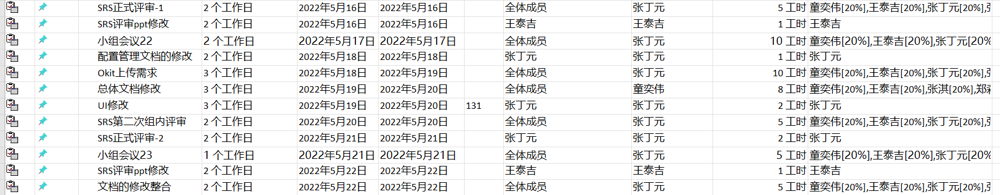 SRS正式评审-1 2 个工作日 2022年5月16日 2022年5月16日 全体成员 张丁元 5 工时 童奕伟[20%],王泰吉[20%],张丁元[20%],张
SRS评审ppt修改 2 个工作日 2022年5月16日 2022年5月16日 王泰吉 王泰吉 1 工时 王泰吉
小组会议22 2 个工作日 2022年5月17日 2022年5月17日 全体成员 张丁元 10 工时 童奕伟[20%],王泰吉[20%],张丁元[20%
配置管理文档的修改 2 个工作日 2022年5月18日 2022年5月18日 张丁元 张丁元 1 工时 张丁元
Okit上传需求 3 个工作日 2022年5月18日 2022年5月19日 全体成员 张丁元 10 工时 童奕伟[20%],王泰吉[20%],张丁元[20%],张
总体文档修改 3 个工作日 2022年5月19日 2022年5月20日 全体成员 童奕伟 8 工时 童奕伟[20%],王泰吉[20%],张淇[20%],郑森
UI修改 3 个工作日 2022年5月19日 2022年5月20日 131 张丁元 张丁元 2 工时 张丁元
SRS第二次组内评审 2 个工作日 2022年5月20日 2022年5月20日 全体成员 张丁元 5 工时 童奕伟[20%],王泰吉[20%],张丁元[20%],张
SRS正式评审-2 2 个工作日 2022年5月21日 2022年5月21日 张丁元 张丁元 2 工时 张丁元
小组会议23 1 个工作日 2022年5月21日 2022年5月21日 全体成员 张丁元 5 工时 童奕伟[20%],王泰吉[20%],张丁元[20%
SRS评审ppt修改 2 个工作日 2022年5月22日 2022年5月22日 王泰吉 王泰吉 1 工时 王泰吉
文档的修改整合 2 个工作日 2022年5月22日 2022年5月22日 全体成员 张丁元 5 工时 童奕伟[20%],王泰吉[20%],张丁元[20%],张